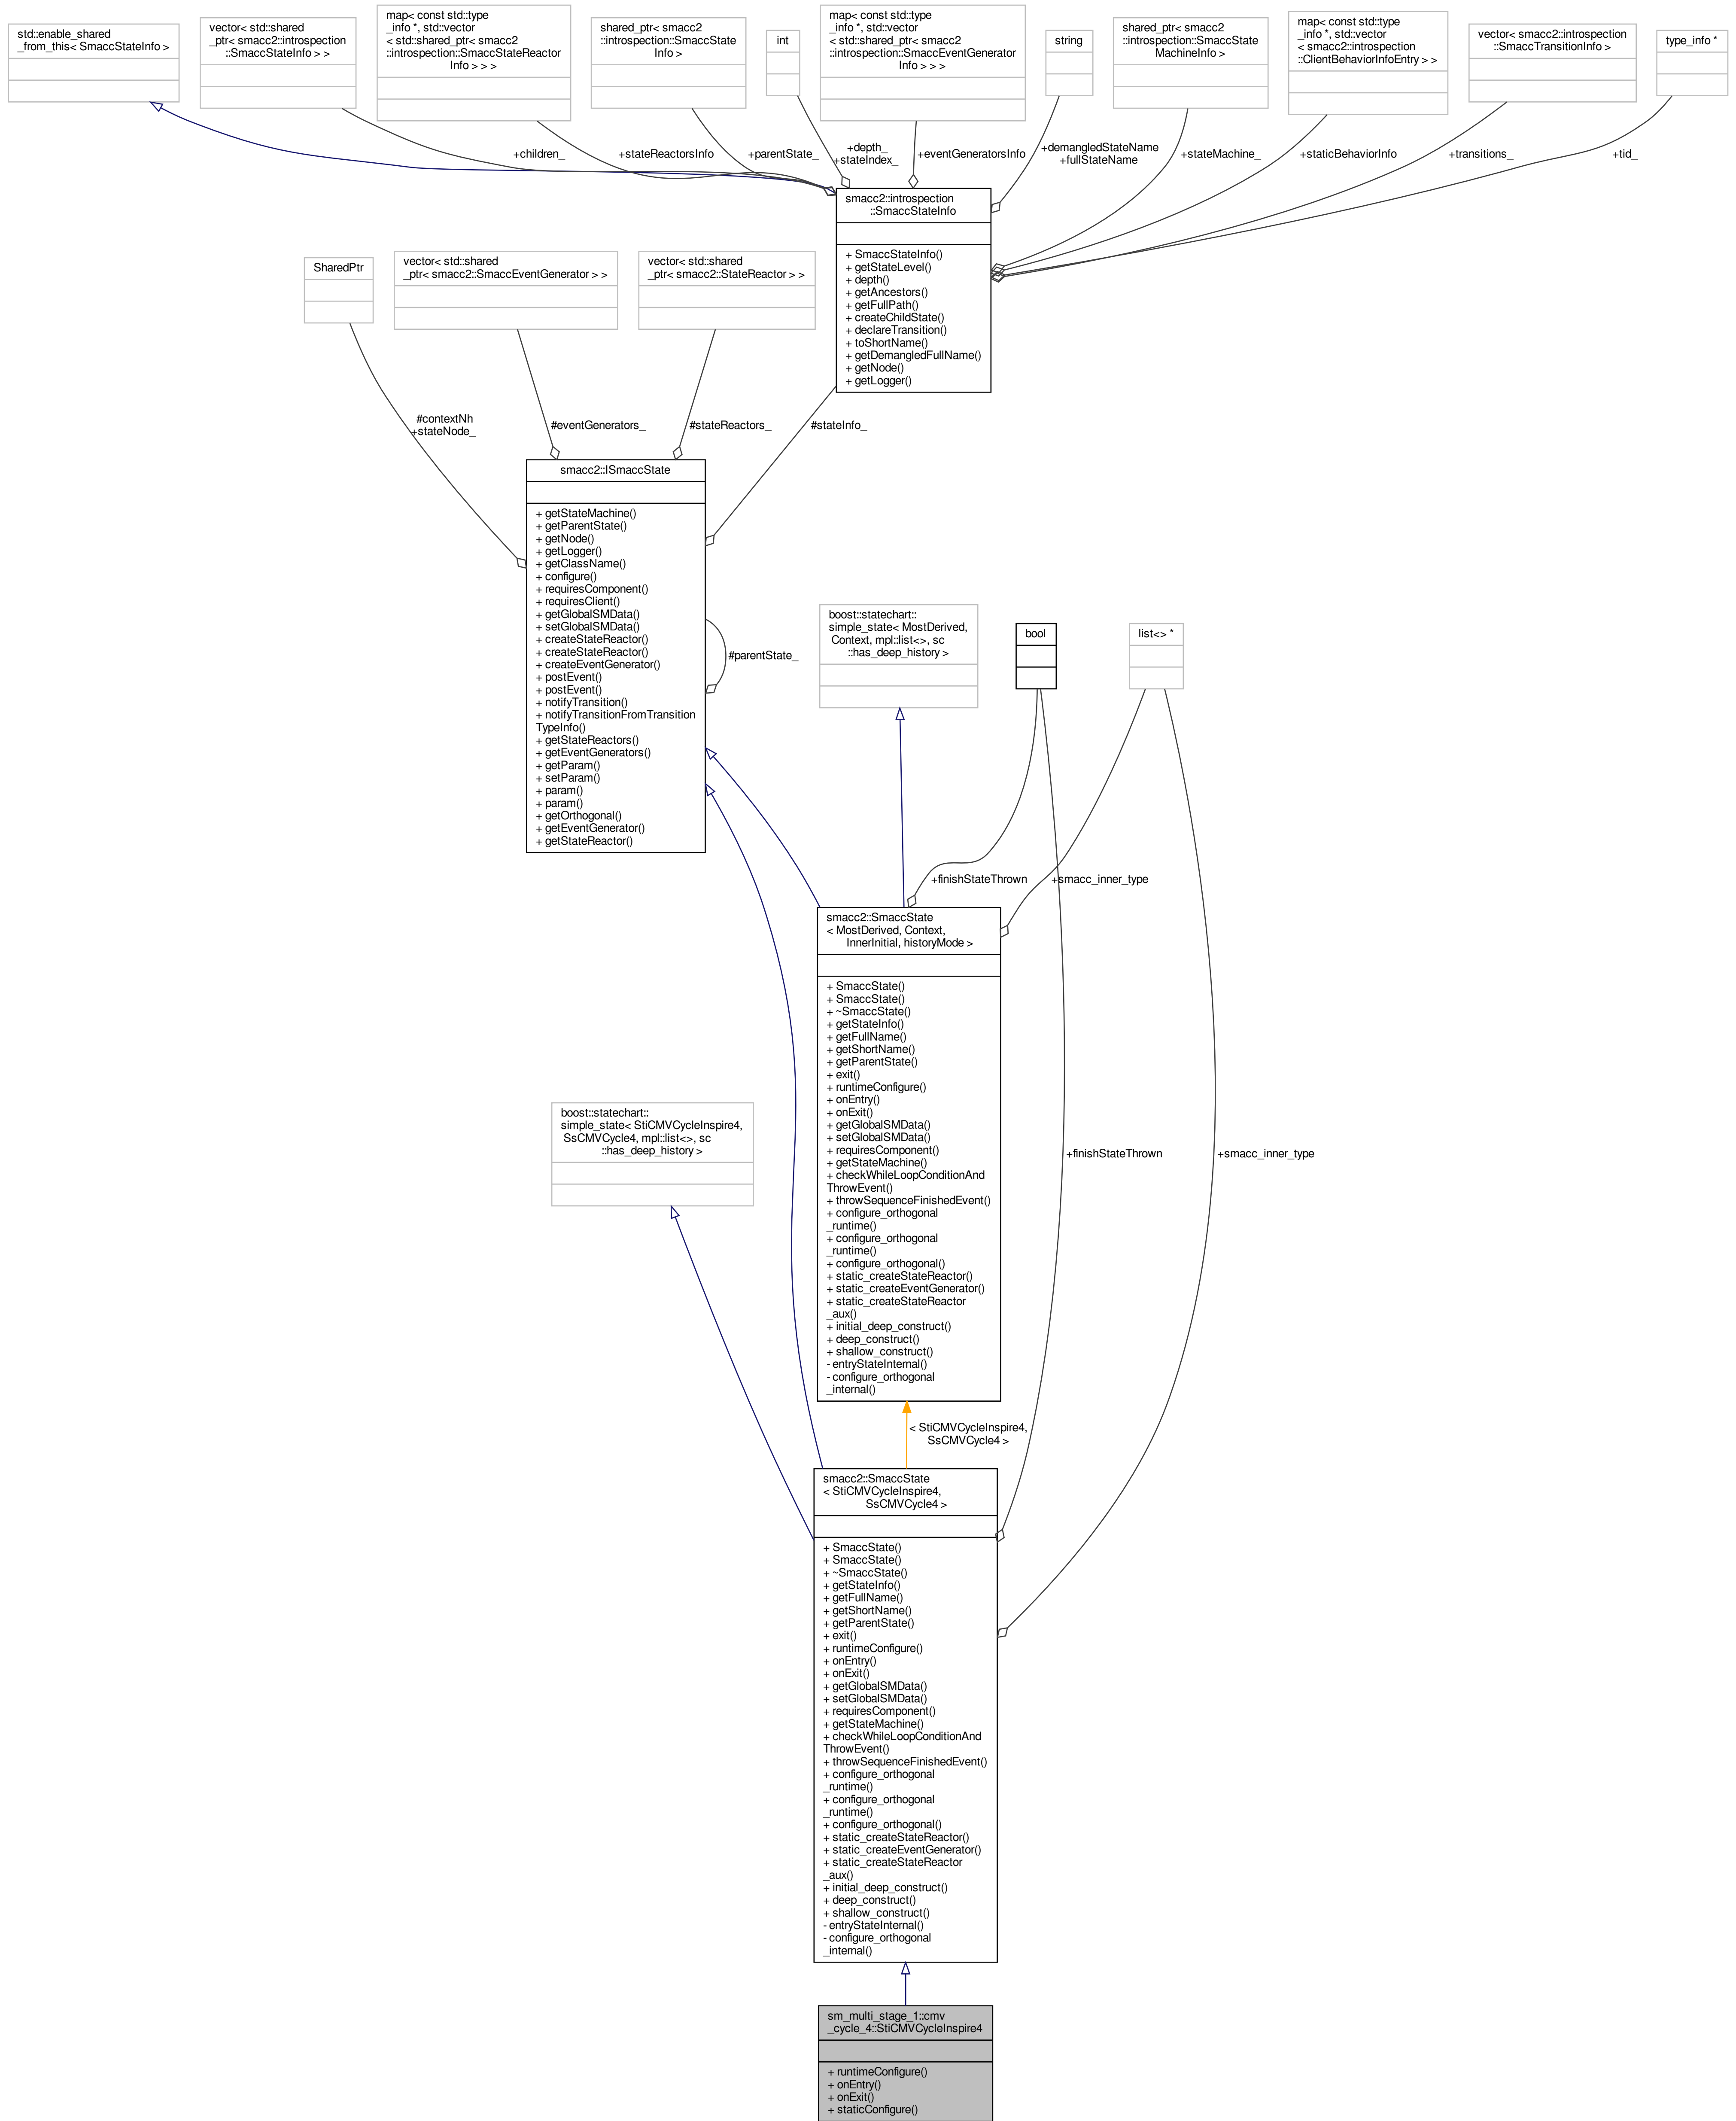 std::enable_shared
_from_this< SmaccStateInfo >
vector< std::shared
_ptr< smacc2::introspection
::SmaccStateInfo > >
map< const std::type
_info *, std::vector
< std::shared_ptr< smacc2
::introspection::SmaccStateReactor
Info > > >
shared_ptr< smacc2
::introspection::SmaccState
Info >
int
map< const std::type
_info *, std::vector
< std::shared_ptr< smacc2
::introspection::SmaccEventGenerator
Info > > >
string
shared_ptr< smacc2
::introspection::SmaccState
MachineInfo >
map< const std::type
_info *, std::vector
< smacc2::introspection
::ClientBehaviorInfoEntry > >
vector< smacc2::introspection
::SmaccTransitionInfo >
type_info *
+children_
+stateReactorsInfo
+parentState_
+depth_
+stateIndex_
+eventGeneratorsInfo
+demangledStateName
+fullStateName
+stateMachine_
+staticBehaviorInfo
+transitions_
+tid_
smacc2::introspection
::SmaccStateInfo
+ SmaccStateInfo()
+ getStateLevel()
+ depth()
+ getAncestors()
+ getFullPath()
+ createChildState()
+ declareTransition()
+ toShortName()
+ getDemangledFullName()
+ getNode()
+ getLogger()
SharedPtr
vector< std::shared
_ptr< smacc2::SmaccEventGenerator > >
vector< std::shared
_ptr< smacc2::StateReactor > >
#contextNh
+stateNode_
#eventGenerators_
#stateReactors_
#stateInfo_
smacc2::ISmaccState
+ getStateMachine()
+ getParentState()
+ getNode()
+ getLogger()
+ getClassName()
+ configure()
+ requiresComponent()
+ requiresClient()
+ getGlobalSMData()
+ setGlobalSMData()
+ createStateReactor()
+ createStateReactor()
+ createEventGenerator()
+ postEvent()
+ postEvent()
+ notifyTransition()
+ notifyTransitionFromTransition
TypeInfo()
+ getStateReactors()
+ getEventGenerators()
+ getParam()
+ setParam()
+ param()
+ param()
+ getOrthogonal()
+ getEventGenerator()
+ getStateReactor()
#parentState_
boost::statechart::
simple_state< MostDerived,
Context, mpl::list<>, sc
::has_deep_history >
bool
list<> *
+finishStateThrown
+smacc_inner_type
smacc2::SmaccState
< MostDerived, Context,
InnerInitial, historyMode >
+ SmaccState()
+ SmaccState()
+ ~SmaccState()
+ getStateInfo()
+ getFullName()
+ getShortName()
+ getParentState()
+ exit()
+ runtimeConfigure()
+ onEntry()
+ onExit()
+ getGlobalSMData()
+ setGlobalSMData()
+ requiresComponent()
+ getStateMachine()
+ checkWhileLoopConditionAnd
ThrowEvent()
+ throwSequenceFinishedEvent()
+ configure_orthogonal
_runtime()
+ configure_orthogonal
_runtime()
+ configure_orthogonal()
+ static_createStateReactor()
+ static_createEventGenerator()
+ static_createStateReactor
_aux()
+ initial_deep_construct()
+ deep_construct()
+ shallow_construct()
- entryStateInternal()
- configure_orthogonal
_internal()
boost::statechart::
simple_state< StiCMVCycleInspire4,
SsCMVCycle4, mpl::list<>, sc
::has_deep_history >
+finishStateThrown
+smacc_inner_type
< StiCMVCycleInspire4,
SsCMVCycle4 >
smacc2::SmaccState
< StiCMVCycleInspire4,
SsCMVCycle4 >
+ SmaccState()
+ SmaccState()
+ ~SmaccState()
+ getStateInfo()
+ getFullName()
+ getShortName()
+ getParentState()
+ exit()
+ runtimeConfigure()
+ onEntry()
+ onExit()
+ getGlobalSMData()
+ setGlobalSMData()
+ requiresComponent()
+ getStateMachine()
+ checkWhileLoopConditionAnd
ThrowEvent()
+ throwSequenceFinishedEvent()
+ configure_orthogonal
_runtime()
+ configure_orthogonal
_runtime()
+ configure_orthogonal()
+ static_createStateReactor()
+ static_createEventGenerator()
+ static_createStateReactor
_aux()
+ initial_deep_construct()
+ deep_construct()
+ shallow_construct()
- entryStateInternal()
- configure_orthogonal
_internal()
sm_multi_stage_1::cmv
_cycle_4::StiCMVCycleInspire4
+ runtimeConfigure()
+ onEntry()
+ onExit()
+ staticConfigure()